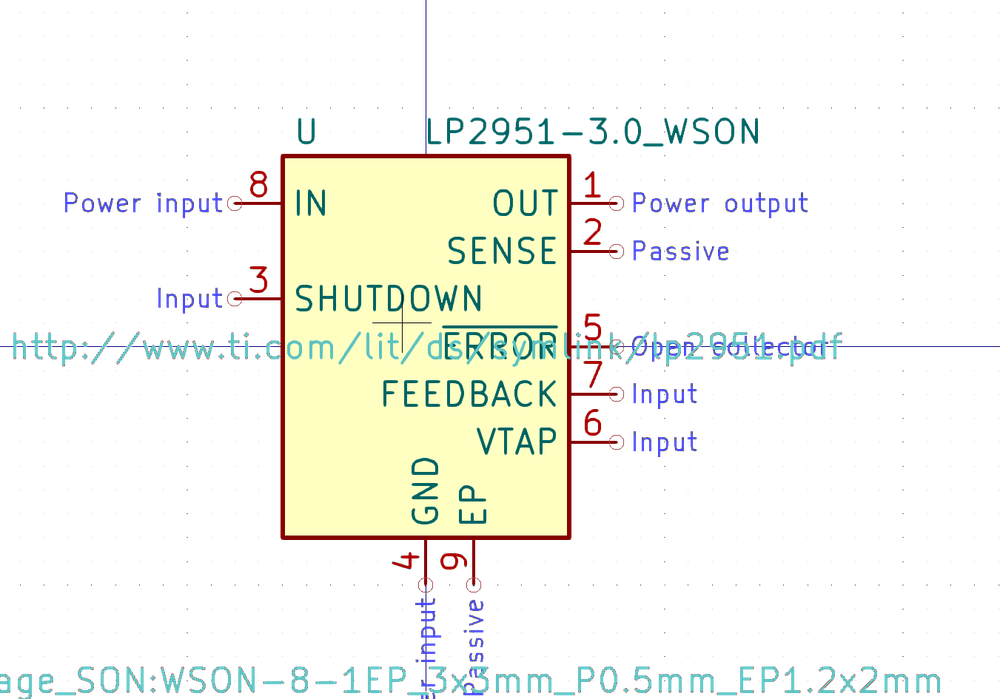 U LP2951-3.0_WSON
Power input 8 IN OUT 1 Power output
SENSE 2 Passive
Input 3 SHUTDOWN
http://www.ti.com/lit/ds/symlink/lp2951.pdf
ERROR 5 Open collector
FEEDBACK 7 Input
VTAP 6 Input
GND EP
4 9
er input Passive
age_SON:WSON-8-1EP_3x3mm_P0.5mm_EP1.2x2mm